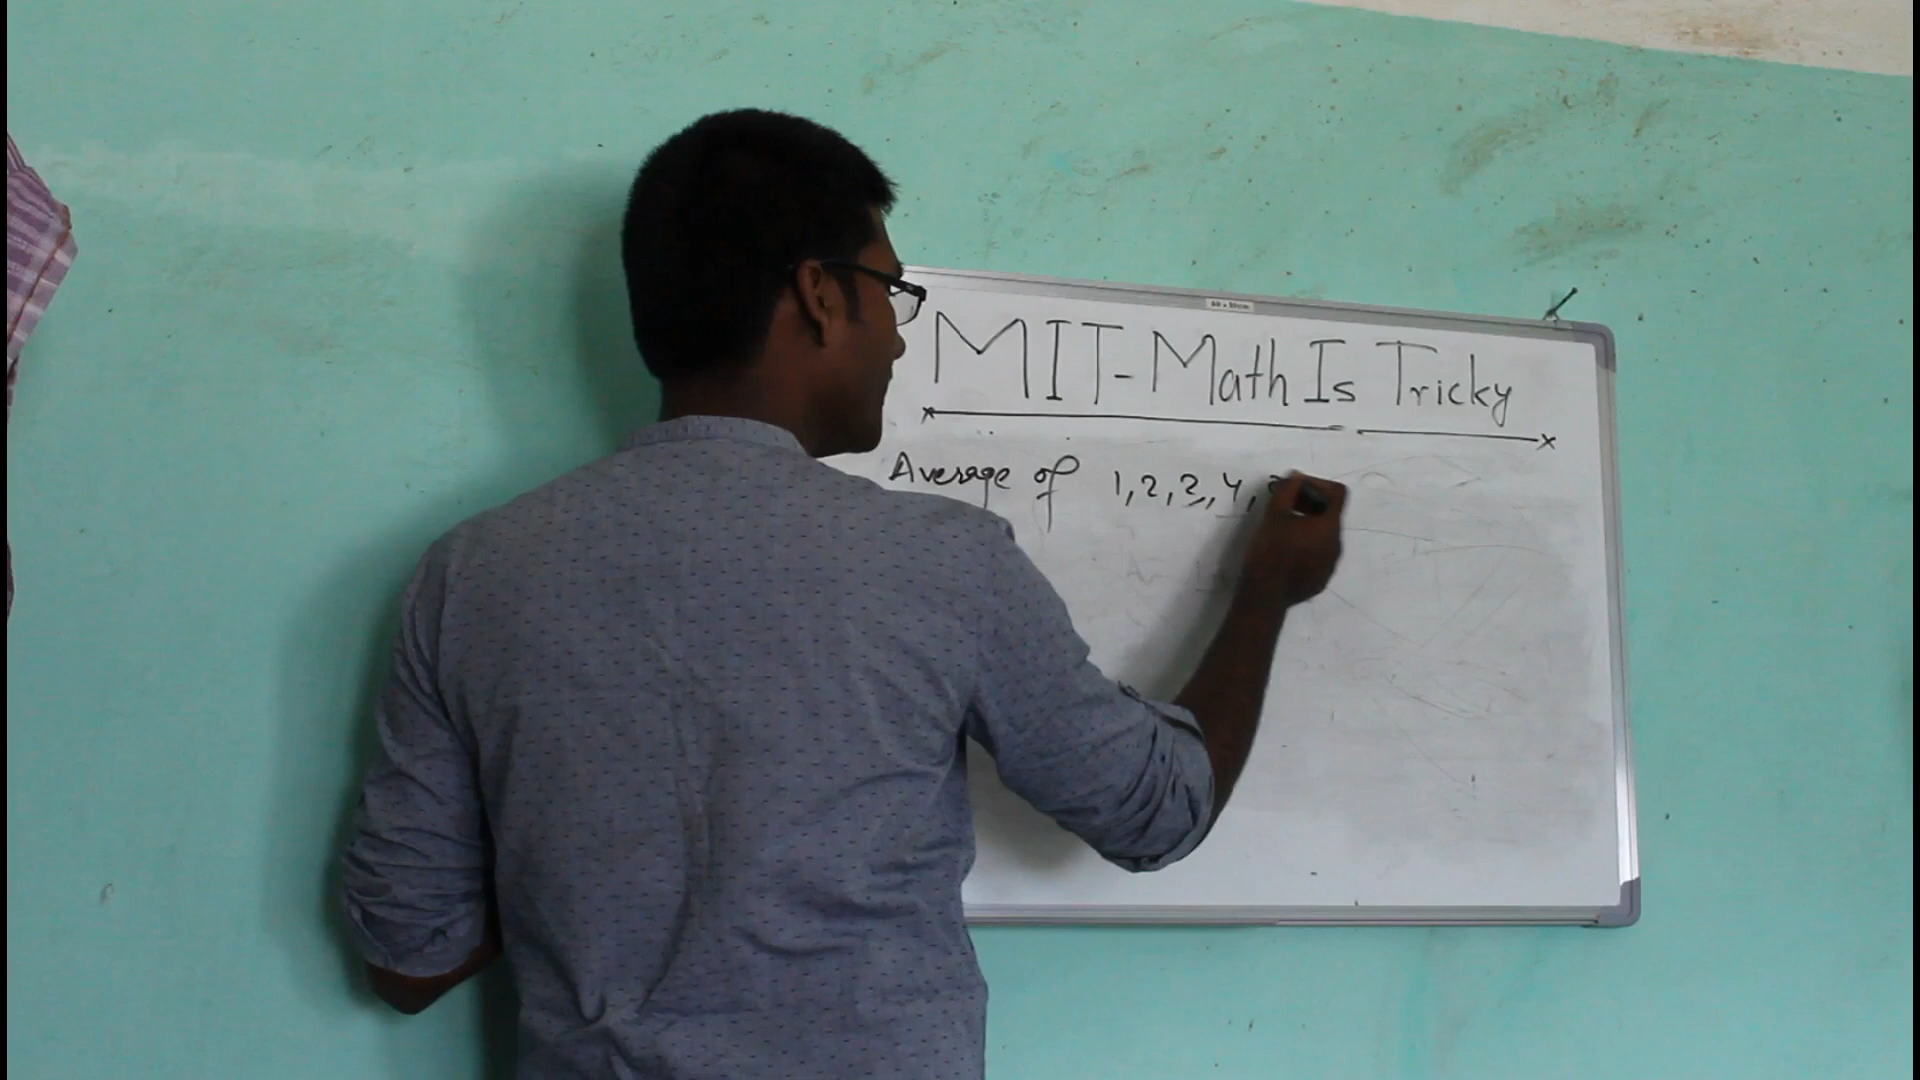 MIT-Math Is Tricky
Average of 1,2,3,4,